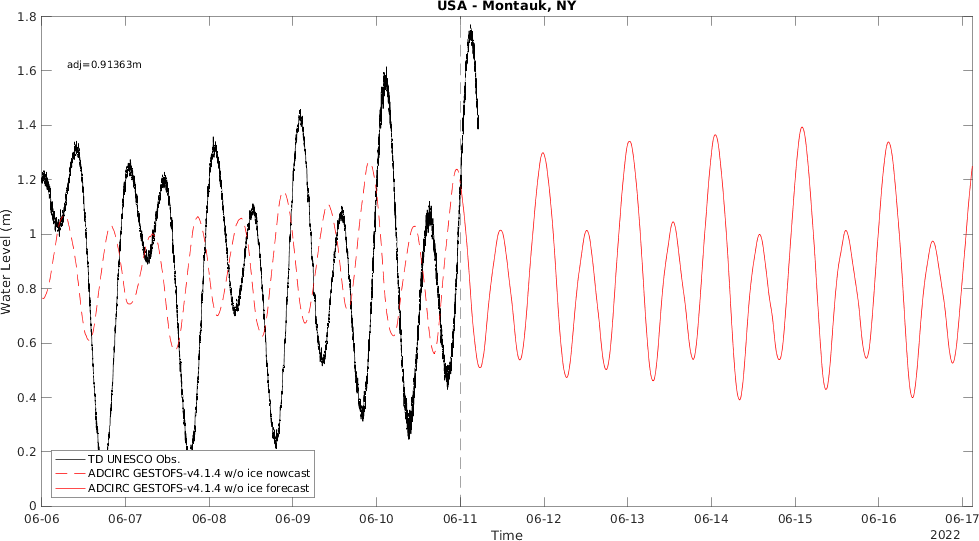 USA - Montauk, NY
adj=0.91363m
Water Level (m)
1.8
1.6
1.4
1.2
1
0.8
0.6
0.4
0.2
0
TD UNESCO Obs.
ADCIRC GESTOFS-v4.1.4 w/o ice nowcast
ADCIRC GESTOFS-v4.1.4 w/o ice forecast
06-06 06-07 06-08 06-09 06-10 06-11 06-12 06-13 06-14 06-15 06-16 06-17
Time
2022